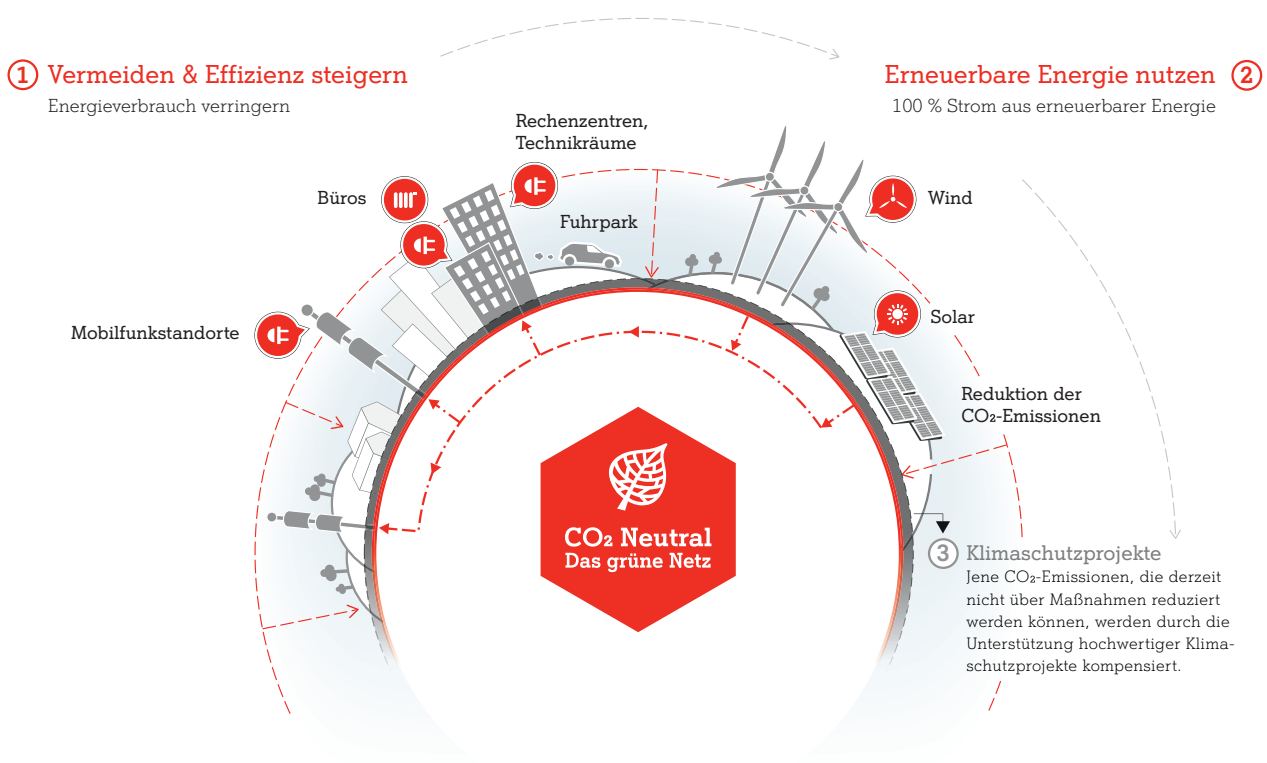 1 Vermeiden & Effizienz steigern
Energieverbrauch verringern
Erneuerbare Energie nutzen 2
100 % Strom aus erneuerbarer Energie
Rechenzentren,
Technikräume
Büros
Fuhrpark
Wind
Mobilfunkstandorte
Solar
Reduktion der
CO₂-Emissionen
CO₂ Neutral
Das grüne Netz
3 Klimaschutzprojekte
Jene CO₂-Emissionen, die derzeit
nicht über Maßnahmen reduziert
werden können, werden durch die
Unterstützung hochwertiger Klima-
schutzprojekte kompensiert.